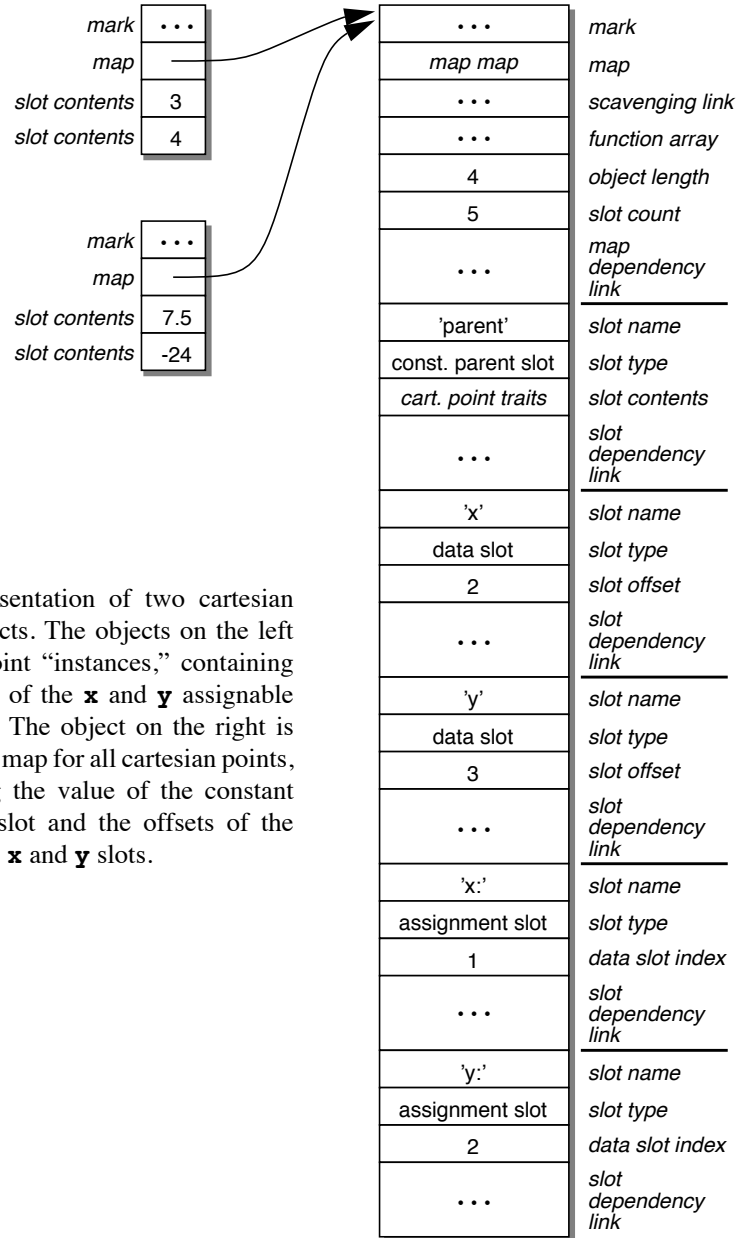 mark • • •
map
slot contents 3
slot contents 4
mark • • •
map
slot contents 7.5
slot contents -24
sentation of two cartesian
cts. The objects on the left
oint “instances,” containing
of the x and y assignable
The object on the right is
map for all cartesian points,
the value of the constant
slot and the offsets of the
x and y slots.
• • • mark
map map map
• • • scavenging link
• • • function array
4 object length
5 slot count
map
dependency
• • •
link
’parent’ slot name
const. parent slot slot type
cart. point traits slot contents
slot
dependency
• • •
link
’x’ slot name
data slot slot type
2 slot offset
slot
dependency
• • •
link
’y’ slot name
data slot slot type
3 slot offset
slot
dependency
• • •
link
’x:’ slot name
assignment slot slot type
1 data slot index
slot
dependency
• • •
link
’y:’ slot name
assignment slot slot type
2 data slot index
slot
dependency
• • •
link